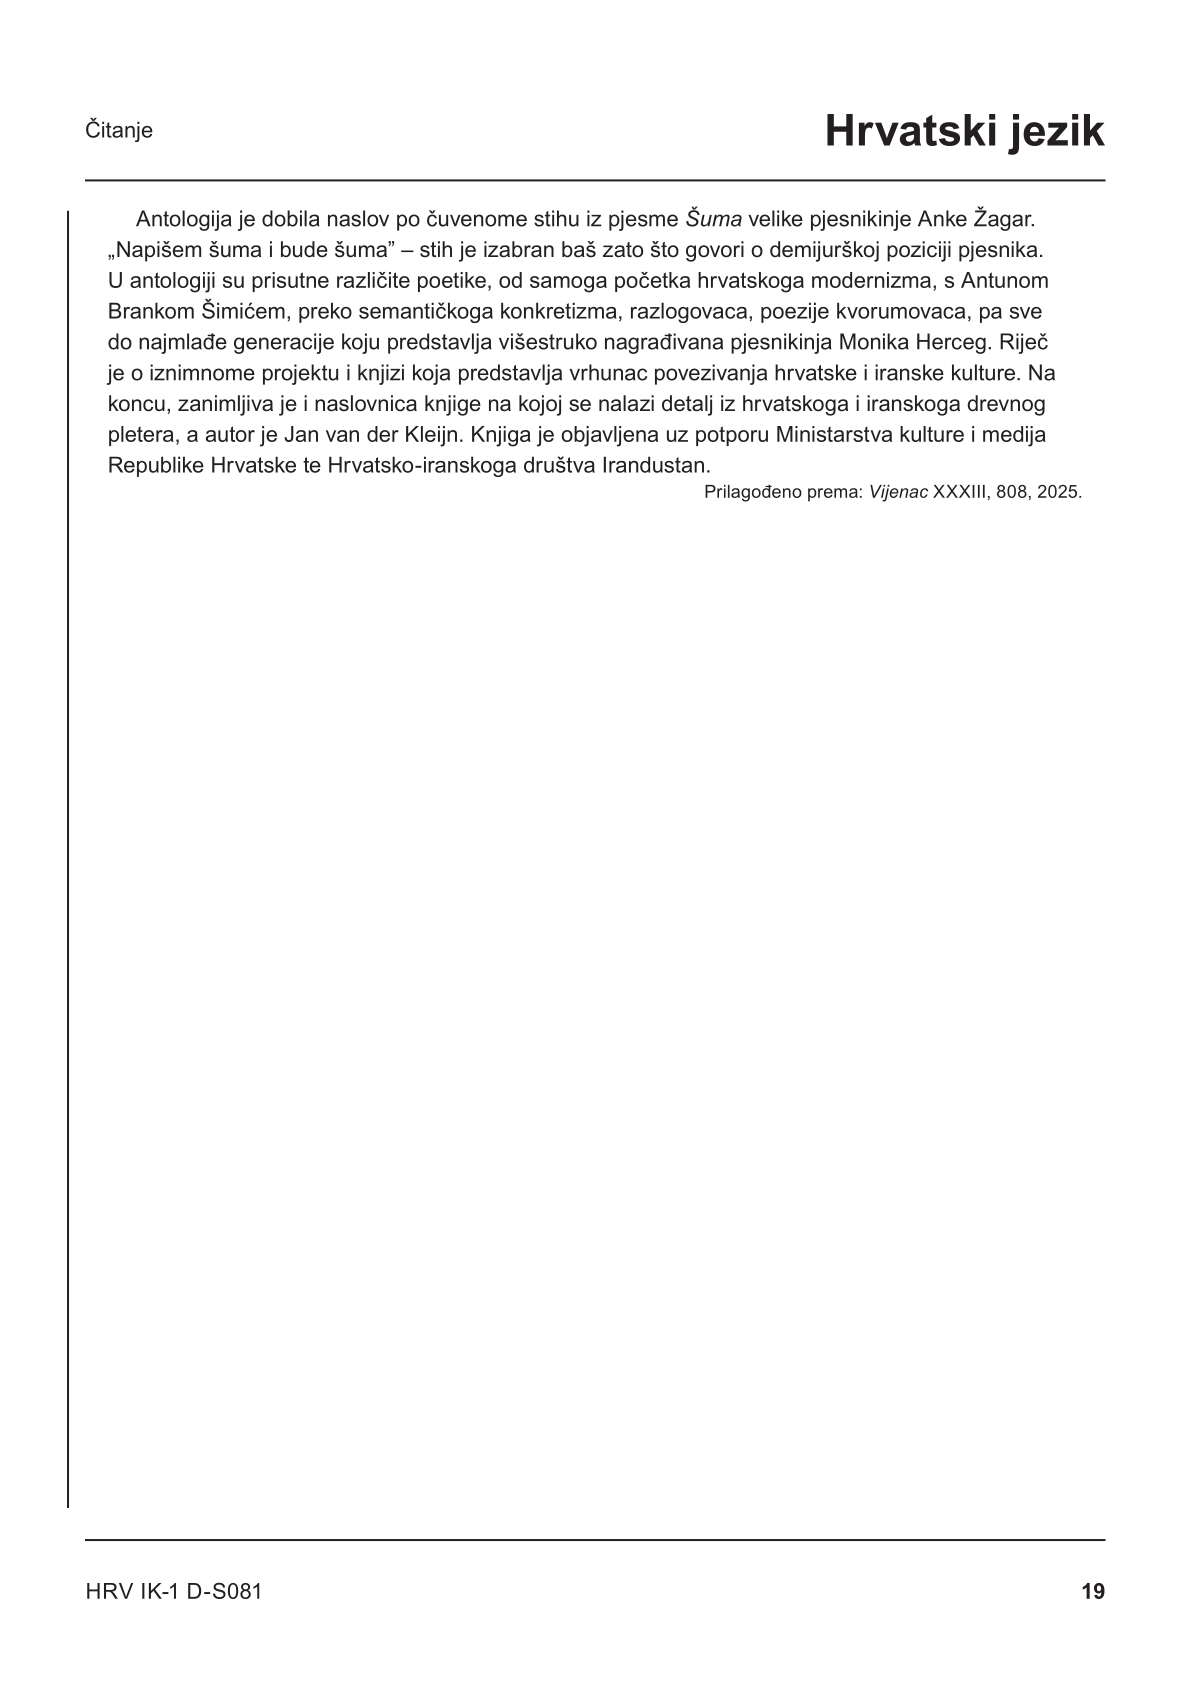 Čitanje
Hrvatski jezik
Antologija je dobila naslov po čuvenome stihu iz pjesme Šuma velike pjesnikinje Anke Žagar.
„Napišem šuma i bude šuma” – stih je izabran baš zato što govori o demijurškoj poziciji pjesnika.
U antologiji su prisutne različite poetike, od samoga početka hrvatskoga modernizma, s Antunom
Brankom Šimićem, preko semantičkoga konkretizma, razlogovaca, poezije kvorumovaca, pa sve
do najmlađe generacije koju predstavlja višestruko nagrađivana pjesnikinja Monika Herceg. Riječ
je o iznimnome projektu i knjizi koja predstavlja vrhunac povezivanja hrvatske i iranske kulture. Na
koncu, zanimljiva je i naslovnica knjige na kojoj se nalazi detalj iz hrvatskoga i iranskoga drevnog
pletera, a autor je Jan van der Kleijn. Knjiga je objavljena uz potporu Ministarstva kulture i medija
Republike Hrvatske te Hrvatsko-iranskoga društva Irandustan.
Prilagođeno prema: Vijenac XXXIII, 808, 2025.
HRV IK-1 D-S081
19